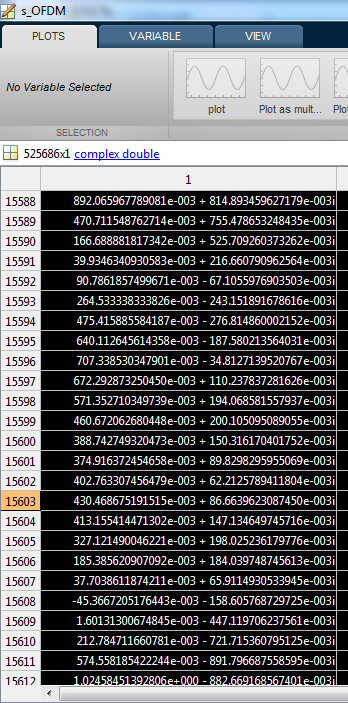 s_OFDM
PLOTS VARIABLE VIEW
No Variable Selected
plot Plot as mult... Plo
SELECTION
525686x1 complex double
1
15588 892.065967789081e-003 + 814.893459627179e-003i
15589 470.711548762714e-003 + 755.478653248435e-003i
15590 166.688881817342e-003 + 525.709260373262e-003i
15591 39.9346340930583e-003 + 216.660790962564e-003i
15592 90.7861857499671e-003 - 67.1055976903503e-003i
15593 264.533338333826e-003 - 243.151891678616e-003i
15594 475.415885584187e-003 - 276.814860002152e-003i
15595 640.112645614358e-003 - 187.580213564031e-003i
15596 707.338530347901e-003 - 34.8127139520767e-003i
15597 672.292873250450e-003 + 110.237837281626e-003i
15598 571.352710349739e-003 + 194.068581557937e-003i
15599 460.672062680448e-003 + 200.105095089055e-003i
15600 388.742749320473e-003 + 150.316170401752e-003i
15601 374.916372454658e-003 + 89.8298295955069e-003i
15602 402.763307456479e-003 + 62.2125789411804e-003i
15603 430.468675191515e-003 + 86.6639623087450e-003i
15604 413.155414471302e-003 + 147.134649745716e-003i
15605 327.121490046221e-003 + 198.025236179776e-003i
15606 185.385620907092e-003 + 184.039748745613e-003i
15607 37.7038611874211e-003 + 65.9114930533945e-003i
15608 -45.3667205176443e-003 - 158.605768729725e-003i
15609 1.60131300674845e-003 - 447.119706237561e-003i
15610 212.784711660781e-003 - 721.715360795125e-003i
15611 574.558185422244e-003 - 891.796687558595e-003i
15612 1.02458451392806e+000 - 882.669168567401e-003i